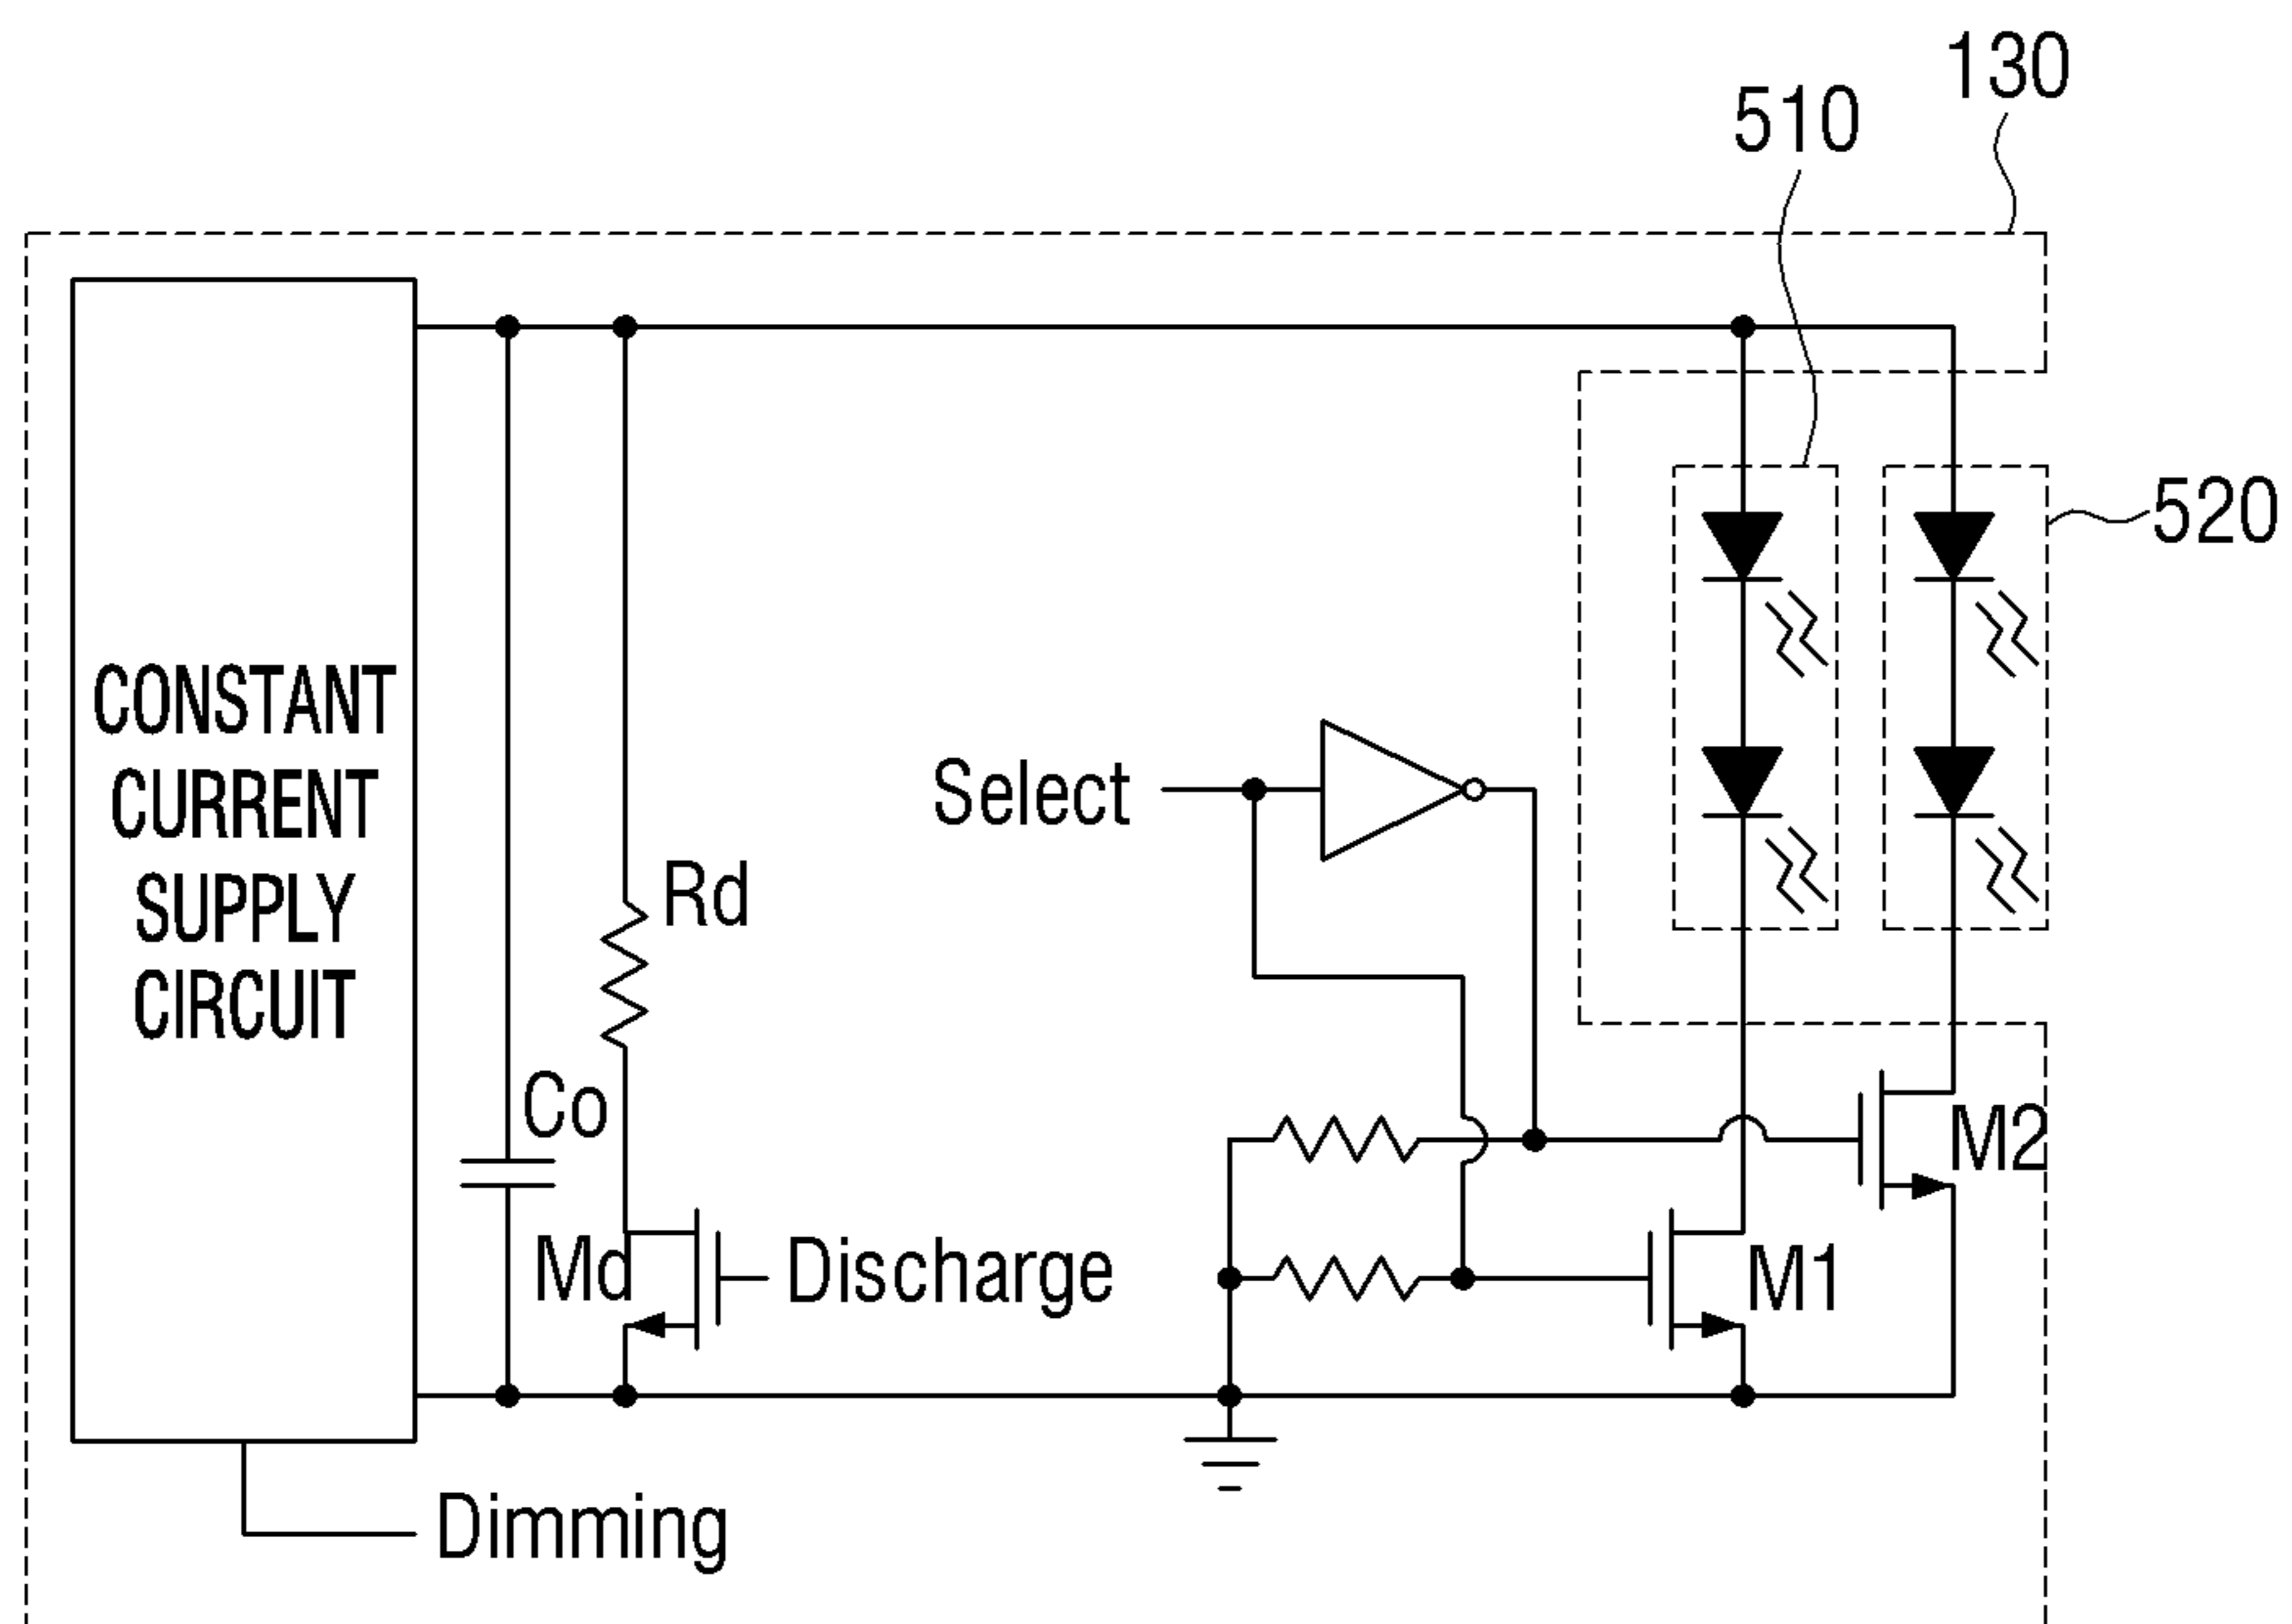 130
510
520
CONSTANT
CURRENT
SUPPLY
CIRCUIT
Select
Rd
Co
M2
Md
Discharge
M1
Dimming